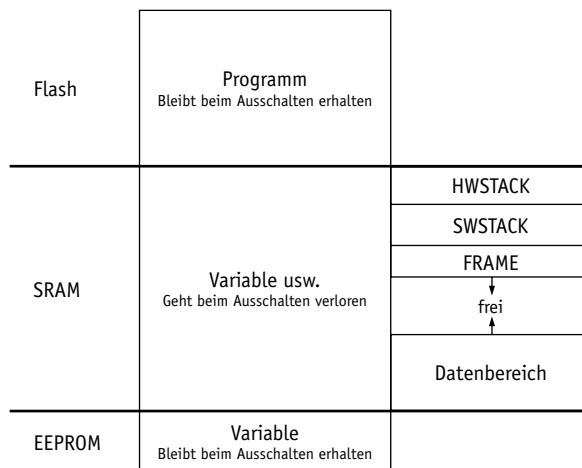 Flash
Programm
Bleibt beim Ausschalten erhalten
SRAM
Variable usw.
Geht beim Ausschalten verloren
HWSTACK
SWSTACK
FRAME
frei
Datenbereich
EEPROM
Variable
Bleibt beim Ausschalten erhalten